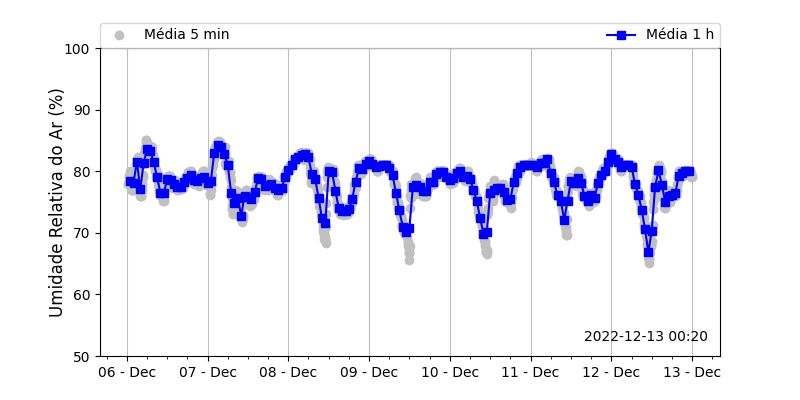 Média 5 min
Média 1 h
Umidade Relativa do Ar (%)
100
90
80
70
60
50
2022-12-13 00:20
06 - Dec
07 - Dec
08 - Dec
09 - Dec
10 - Dec
11 - Dec
12 - Dec
13 - Dec